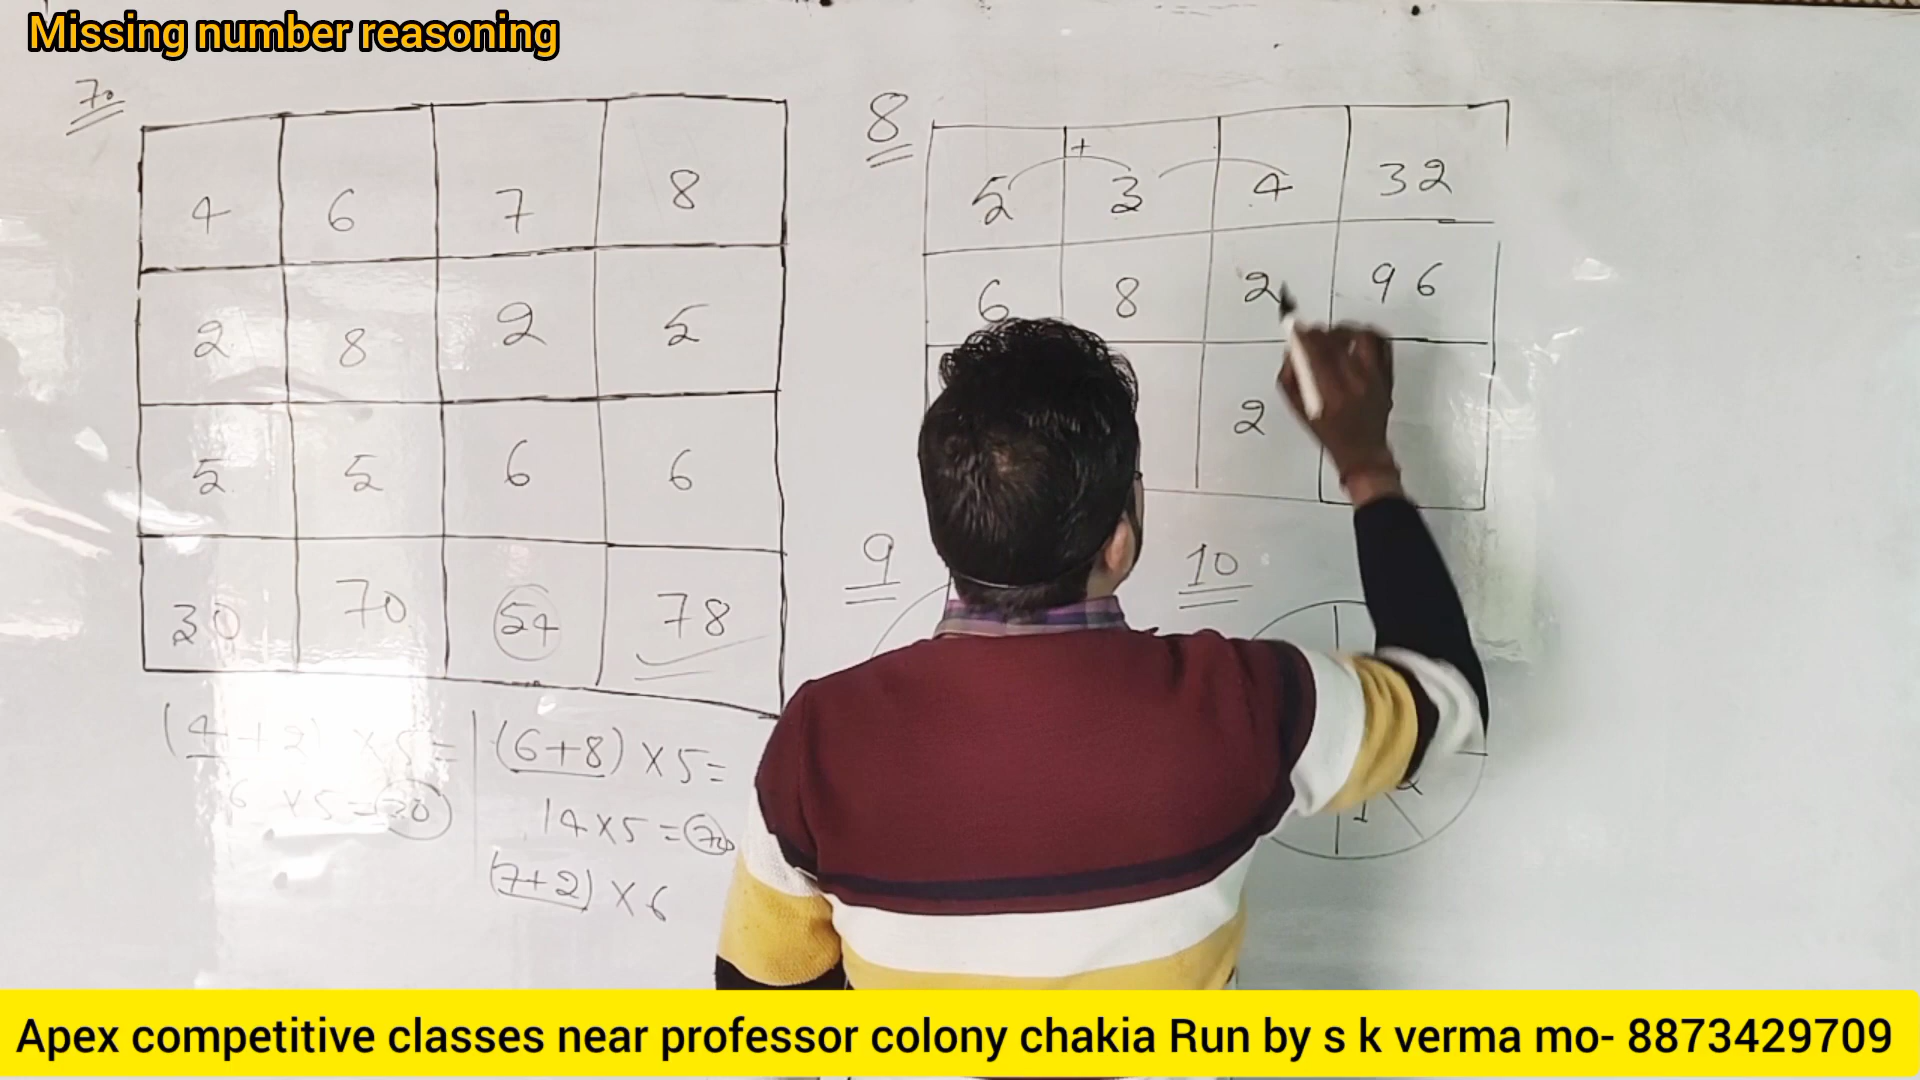 Missing number reasoning
7.
4 6 7 8
2 8 2 5
5 5 6 6
30 70 54 78
(4+2) x 5 =
6 x 5 = 30
(6+8) x 5 =
14 x 5 = 70
(7+2) x 6
8
+
5 3 4 32
6 8 2 96
2
9
10
1
Apex competitive classes near professor colony chakia Run by s k verma mo- 8873429709